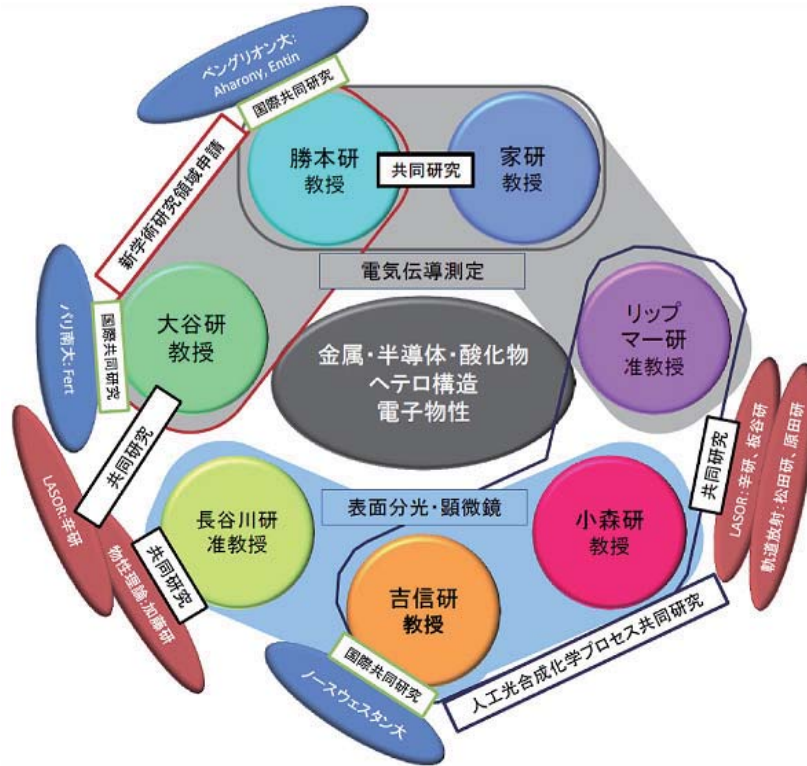 ベングリオン大:
Aharony, Entin
国際共同研究
新学術研究領域申請
勝本研
教授
共同研究
家研
教授
電気伝導測定
パリ南大: Fert
国際共同研究
大谷研
教授
金属・半導体・酸化物
ヘテロ構造
電子物性
リップ
マー研
准教授
共同研究
LASOR:辛研、板谷研
軌道放射:松田研、原田研
LASOR:辛研
共同研究
物性理論:加藤研
共同研究
長谷川研
准教授
表面分光・顕微鏡
小森研
教授
吉信研
教授
国際共同研究
ノースウェスタン大
人工光合成化学プロセス共同研究